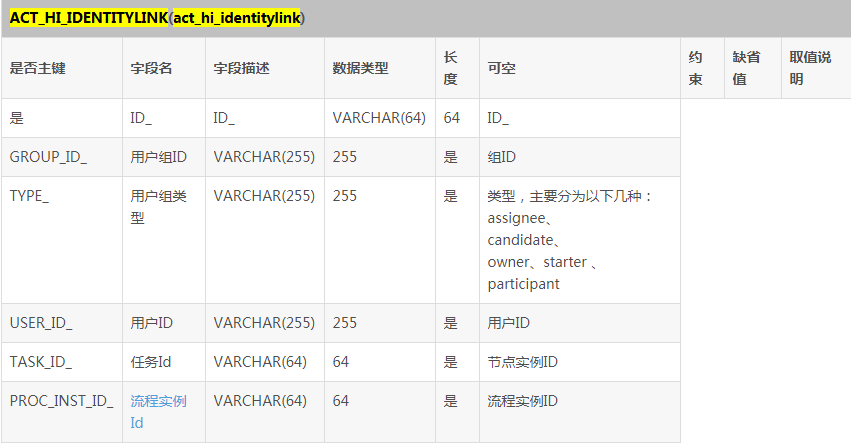 ACT_HI_IDENTITYLINK(act_hi_identitylink)
是否主键 字段名 字段描述 数据类型 长度 可空 约束 缺省值 取值说明
是 ID_ ID_ VARCHAR(64) 64 ID_
GROUP_ID_ 用户组ID VARCHAR(255) 255 是 组ID
TYPE_ 用户组类型 VARCHAR(255) 255 是 类型，主要分为以下几种：
assignee、
candidate、
owner、starter 、
participant
USER_ID_ 用户ID VARCHAR(255) 255 是 用户ID
TASK_ID_ 任务Id VARCHAR(64) 64 是 节点实例ID
PROC_INST_ID_ 流程实例Id VARCHAR(64) 64 是 流程实例ID